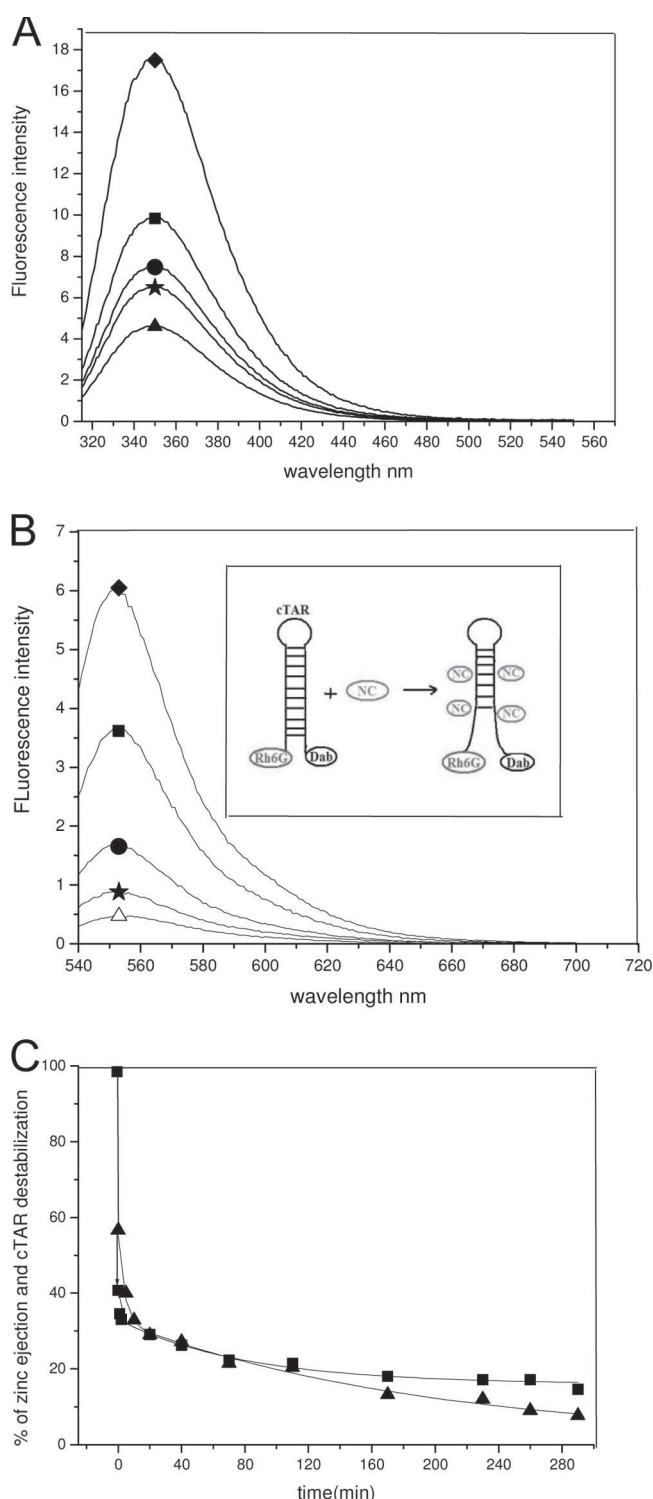 A
18
16
14
12
10
8
6
4
2
0
Fluorescence intensity
320 340 360 380 400 420 440 460 480 500 520 540 560
wavelength nm
B
7
6
5
4
3
2
1
0
FLuorescence intensity
cTAR
+ NC
NC NC
NC NC
Rh6G Dab
Rh6G Dab
540 560 580 600 620 640 660 680 700 720
wavelength nm
C
100
80
60
40
20
0
% of zinc ejection and cTAR destabilization
0 40 80 120 160 200 240 280
time(min)